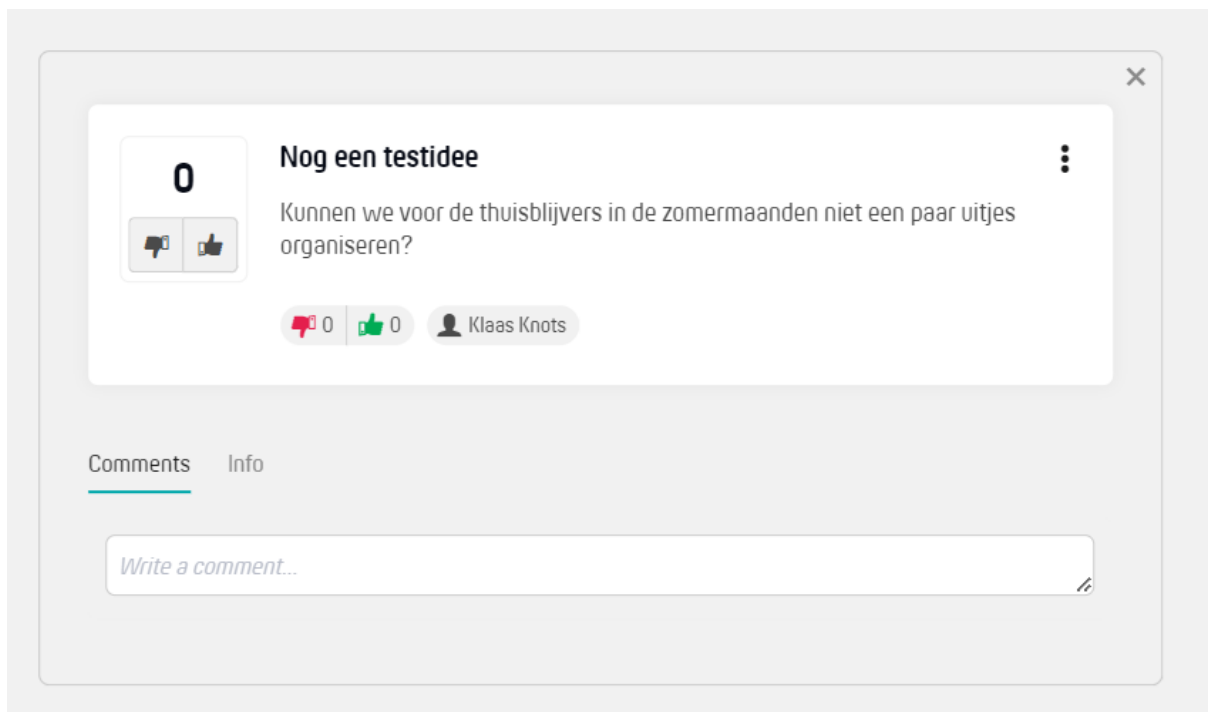 0
Nog een testidee
Kunnen we voor de thuisblijvers in de zomermaanden niet een paar uitjes
organiseren?
0 0 Klaas Knots
Comments Info
Write a comment...